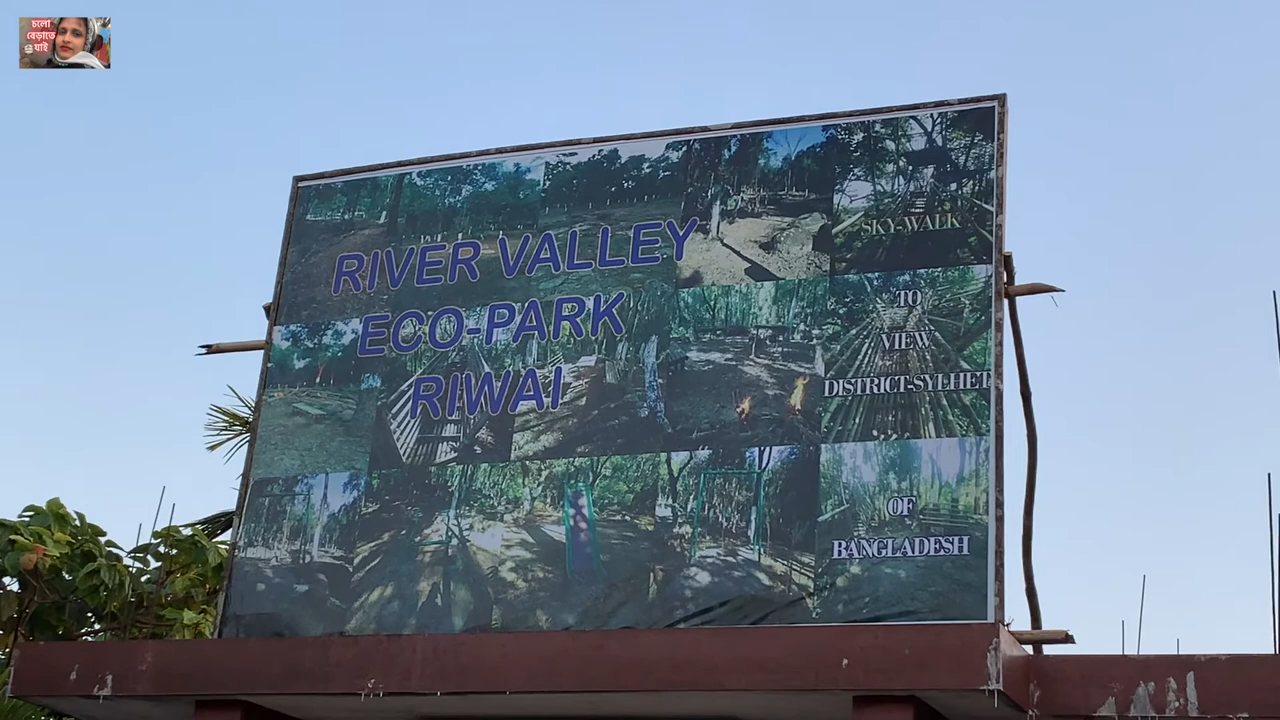 চলো
বেড়াতে
যাই
RIVER VALLEY
ECO-PARK
RIWAI
SKY-WALK
TO
VIEW
DISTRICT-SYLHET
OF
BANGLADESH